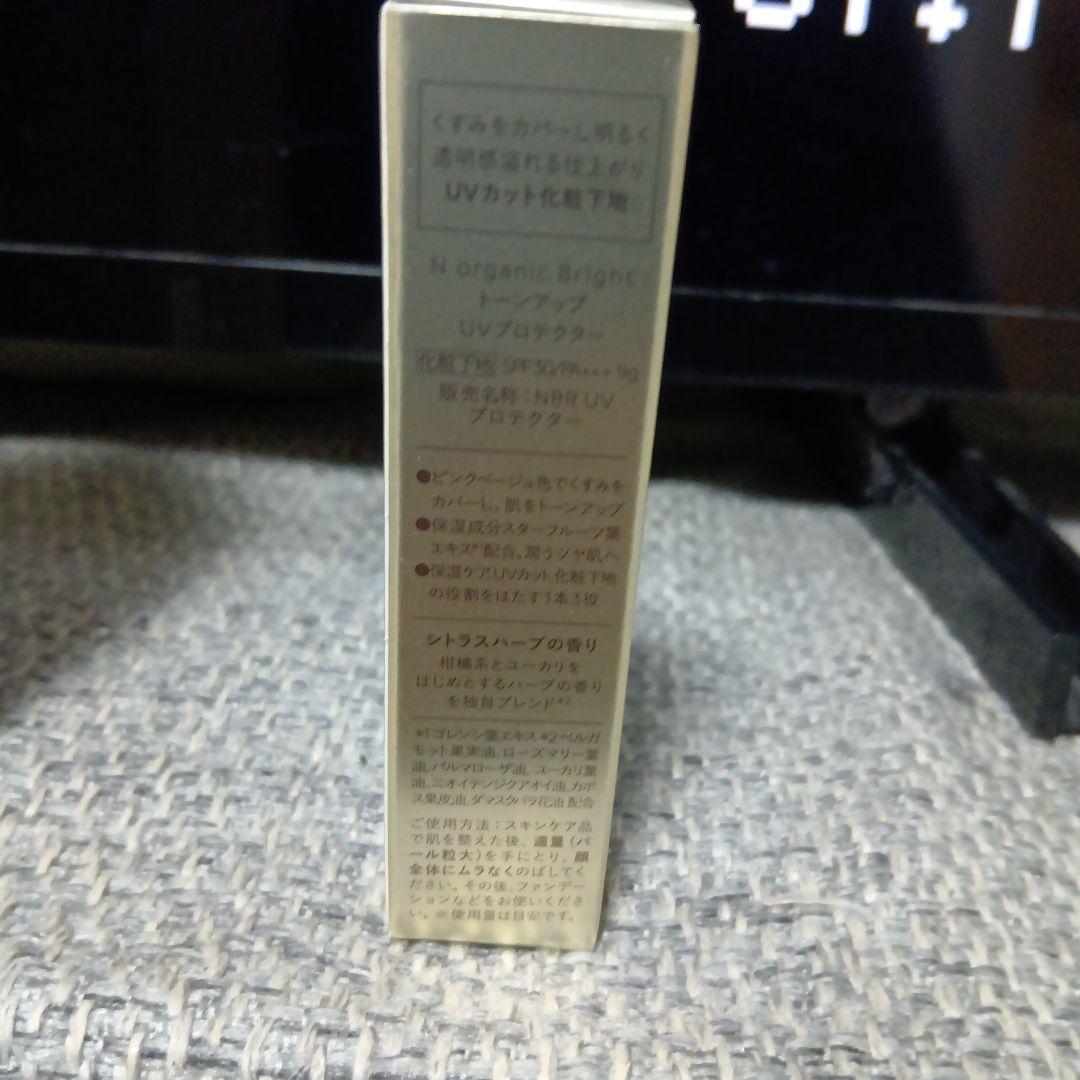 くすみをカバーし明るく
透明感溢れる仕上がり
UVカット化粧下地
N organic Bright
トーンアップ
UVプロテクター
化粧下地 SPF30/PA+++ 9g
販売名称:NBR UV
プロテクター
●ピンクベージュ色でくすみを
カバーし、肌をトーンアップ
●保湿成分スターフルーツ葉
エキス*¹配合。潤うツヤ肌へ
●保湿ケア、UVカット、化粧下地
の役割をはたす1本3役
シトラスハーブの香り
柑橘系とユーカリを
はじめとするハーブの香り
を独自ブレンド*²
*1 ゴレンシ葉エキス *2 ベルガ
モット果実油、ローズマリー葉
油、パルマローザ油、ユーカリ葉
油、ニオイテンジクアオイ油、カボ
ス果皮油、ダマスクバラ花油 配合
ご使用方法:スキンケア品
で肌を整えた後、適量(パ
ール粒大)を手にとり、顔
全体にムラなくのばしてく
ださい。その後、ファンデー
ションなどをお使いくださ
い。※使用量は目安です。